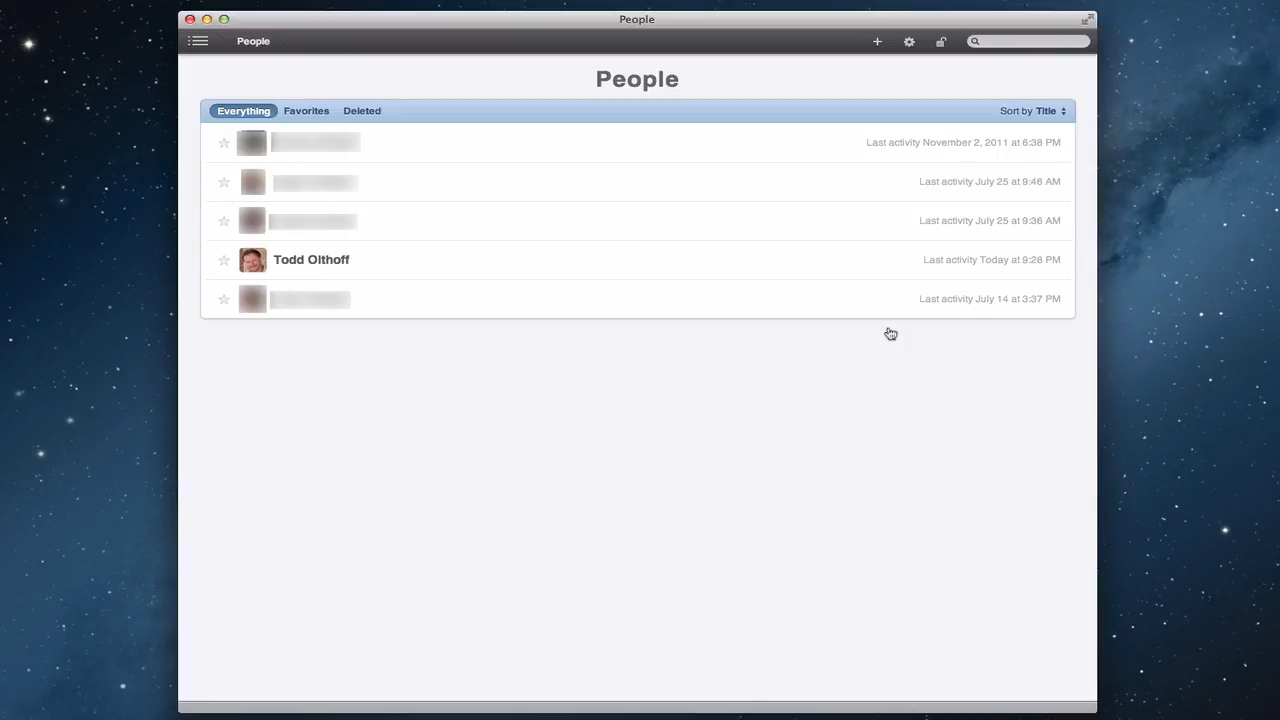 People
People
People
Everything Favorites Deleted Sort by Title
Last activity November 2, 2011 at 6:38 PM
Last activity July 25 at 9:46 AM
Last activity July 25 at 9:36 AM
Todd Olthoff Last activity Today at 9:28 PM
Last activity July 14 at 3:37 PM